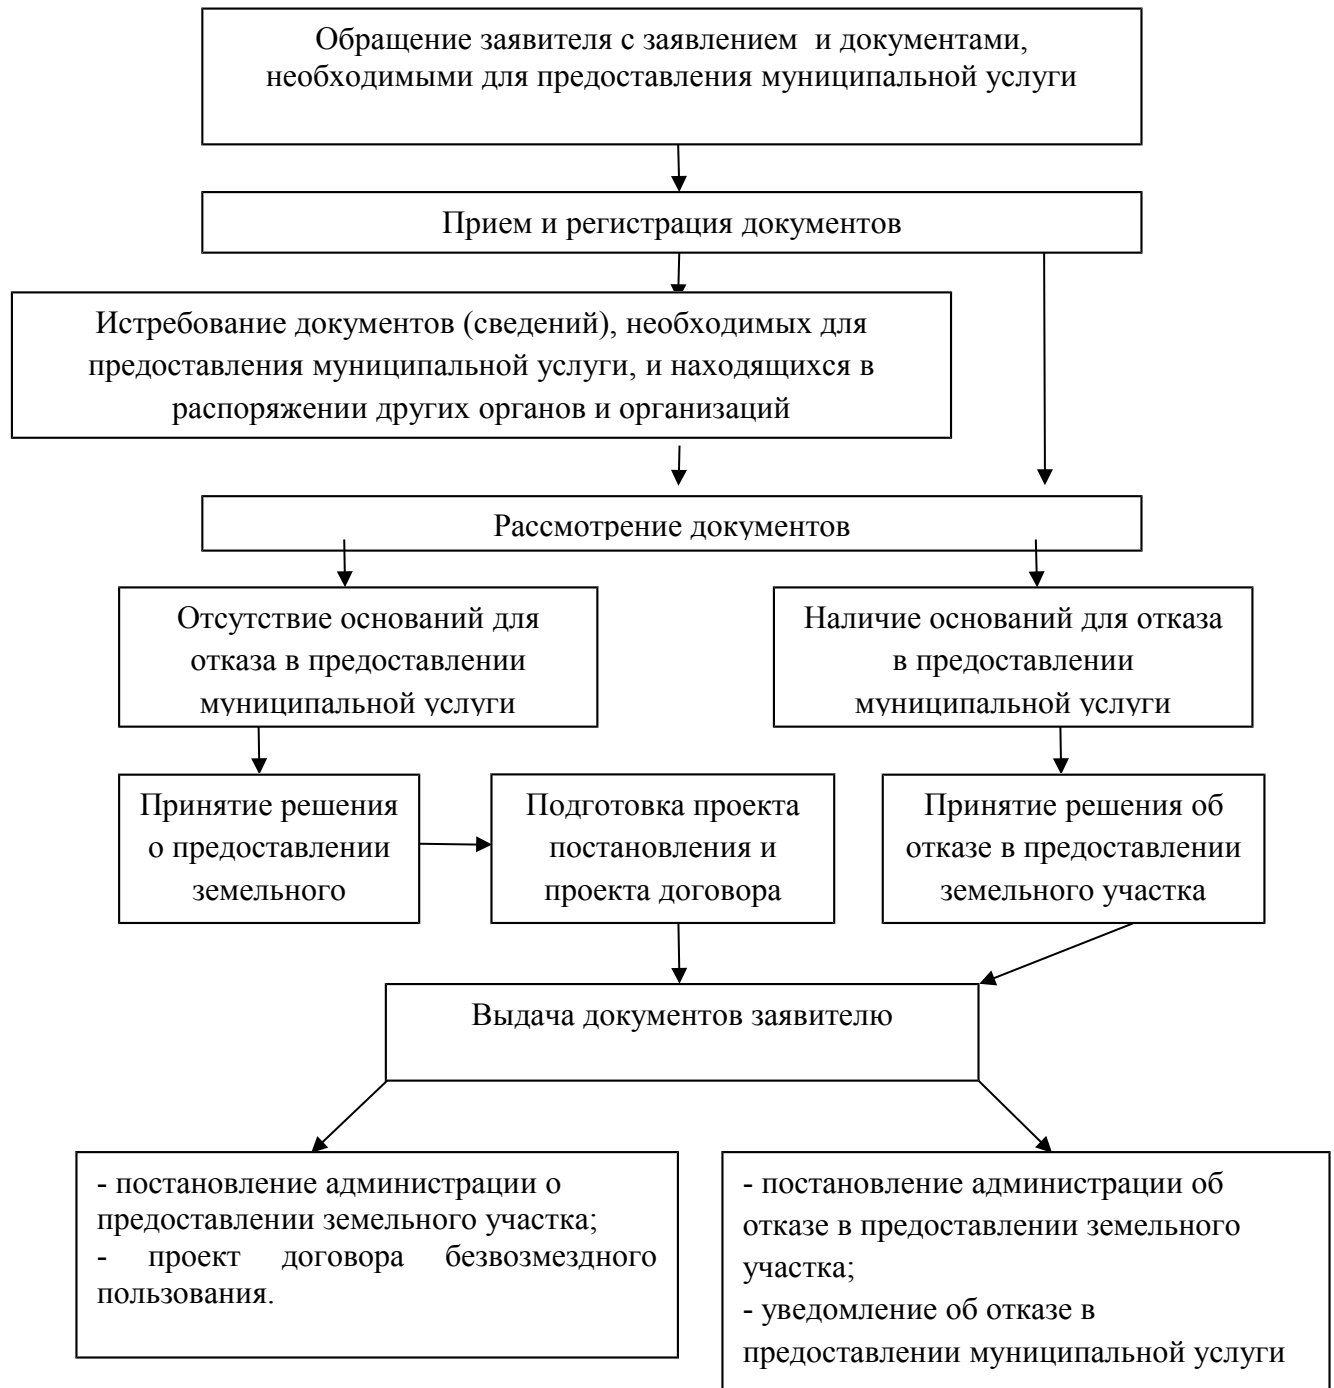 Обращение заявителя с заявлением и документами,
необходимыми для предоставления муниципальной услуги
Прием и регистрация документов
Истребование документов (сведений), необходимых для
предоставления муниципальной услуги, и находящихся в
распоряжении других органов и организаций
Рассмотрение документов
Отсутствие оснований для
отказа в предоставлении
муниципальной услуги
Наличие оснований для отказа
в предоставлении
муниципальной услуги
Принятие решения
о предоставлении
земельного
Подготовка проекта
постановления и
проекта договора
Принятие решения об
отказе в предоставлении
земельного участка
Выдача документов заявителю
- постановление администрации о
предоставлении земельного участка;
- проект договора безвозмездного
пользования.
- постановление администрации об
отказе в предоставлении земельного
участка;
- уведомление об отказе в
предоставлении муниципальной услуги